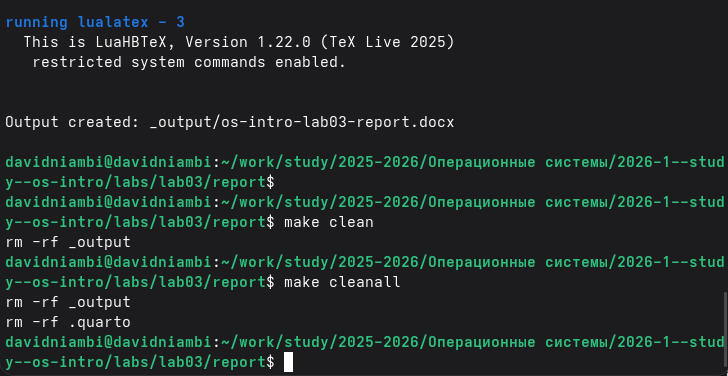 running lualatex - 3
This is LuaHBTeX, Version 1.22.0 (TeX Live 2025)
restricted system commands enabled.
Output created: _output/os-intro-lab03-report.docx
davidniambi@davidniambi:~/work/study/2025-2026/Операционные системы/2026-1--stud
y--os-intro/labs/lab03/report$
davidniambi@davidniambi:~/work/study/2025-2026/Операционные системы/2026-1--stud
y--os-intro/labs/lab03/report$ make clean
rm -rf _output
davidniambi@davidniambi:~/work/study/2025-2026/Операционные системы/2026-1--stud
y--os-intro/labs/lab03/report$ make cleanall
rm -rf _output
rm -rf .quarto
davidniambi@davidniambi:~/work/study/2025-2026/Операционные системы/2026-1--stud
y--os-intro/labs/lab03/report$